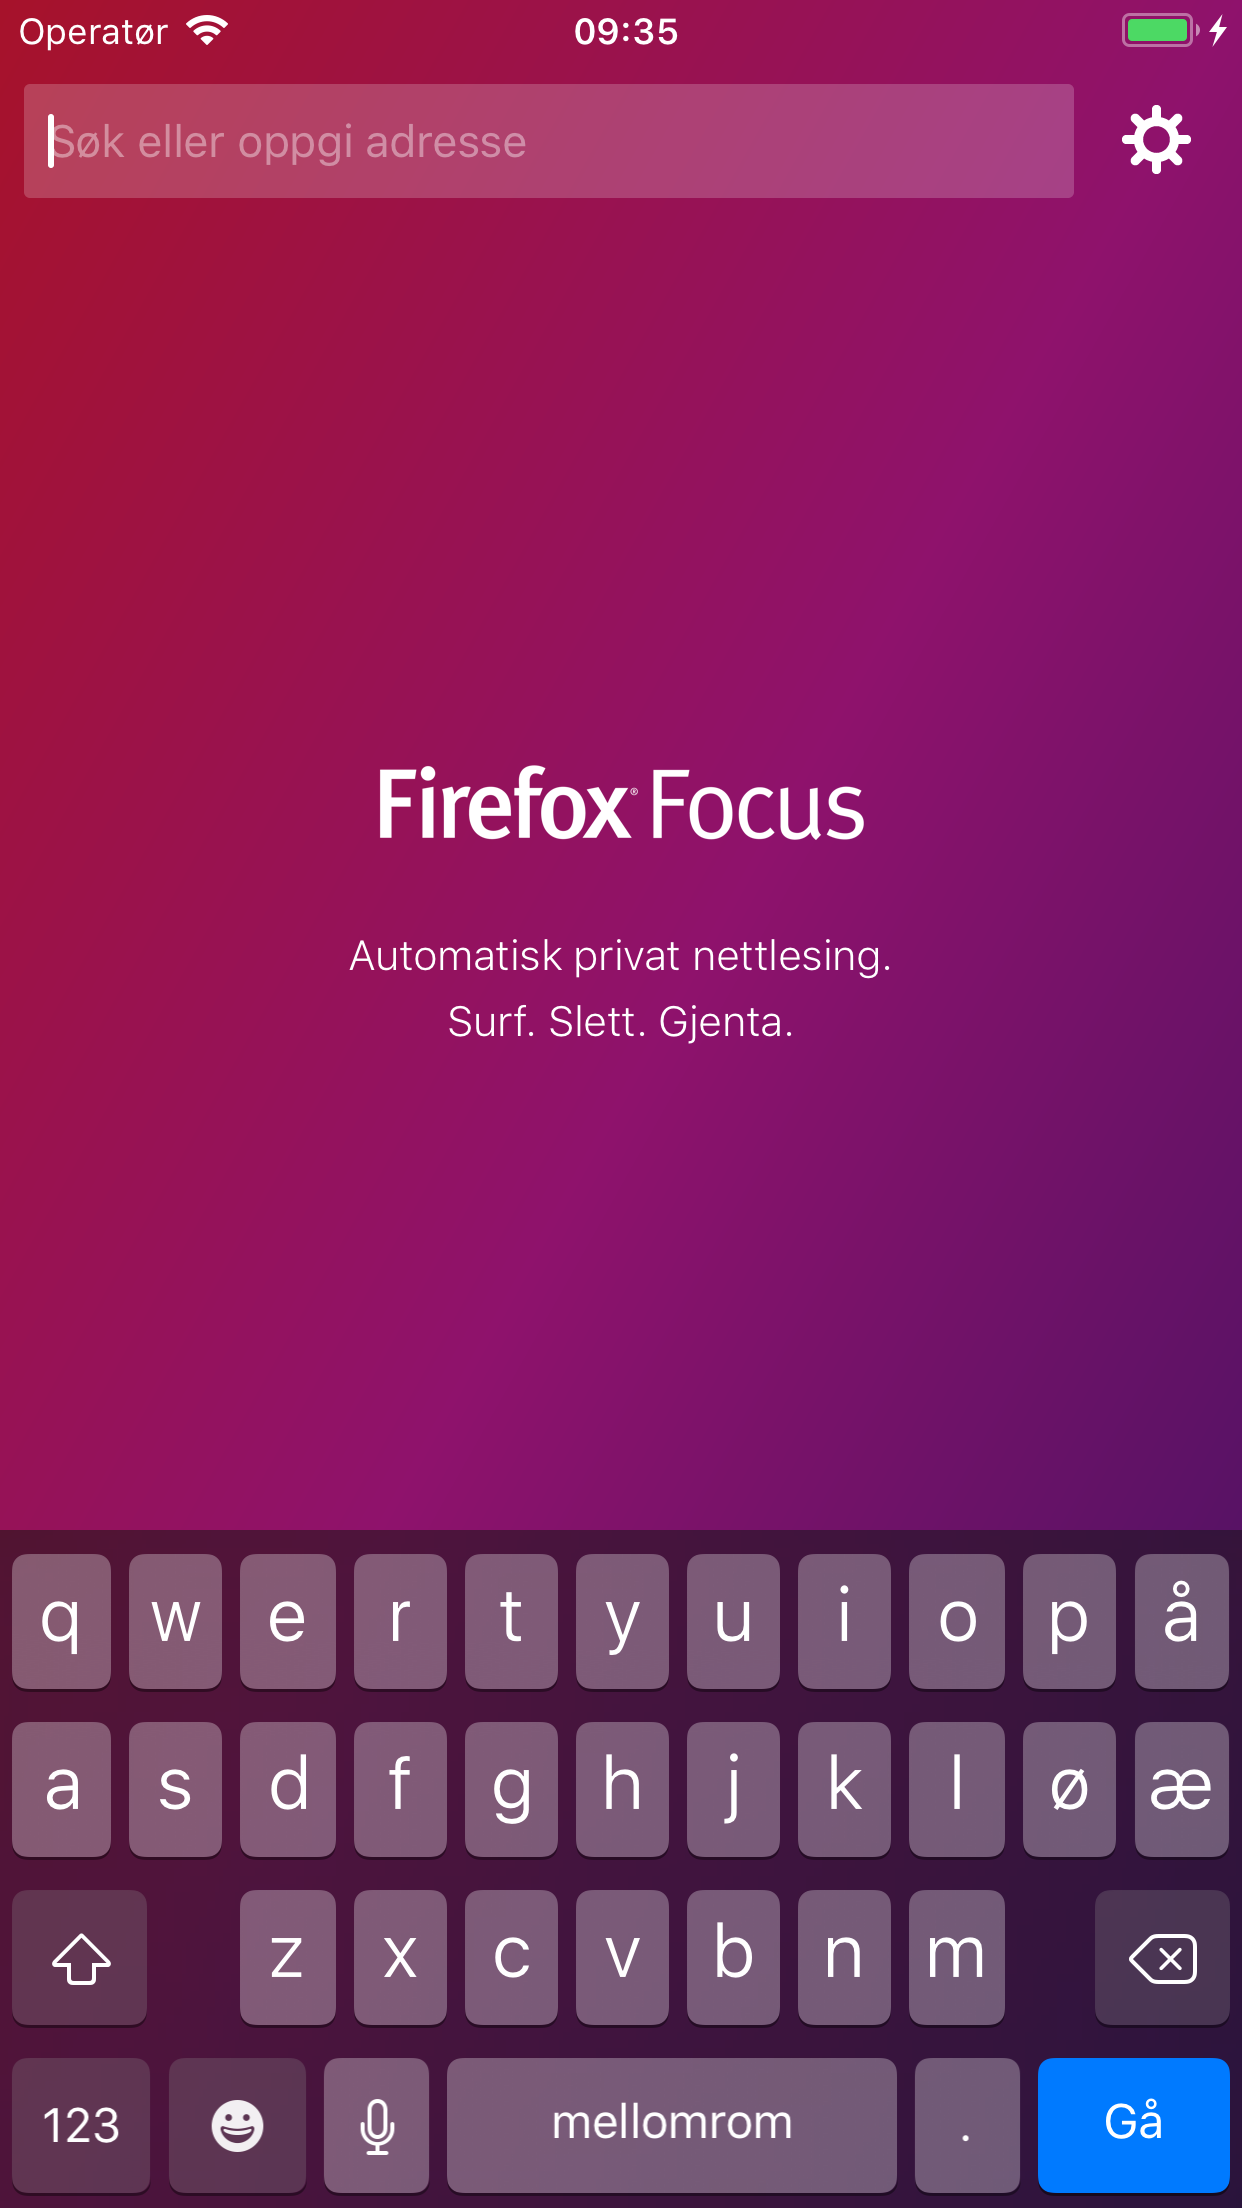 Operatør 09:35
Søk eller oppgi adresse
Firefox® Focus
Automatisk privat nettlesing.
Surf. Slett. Gjenta.
q w e r t y u i o p å
a s d f g h j k l ø æ
z x c v b n m
123 mellomrom . Gå